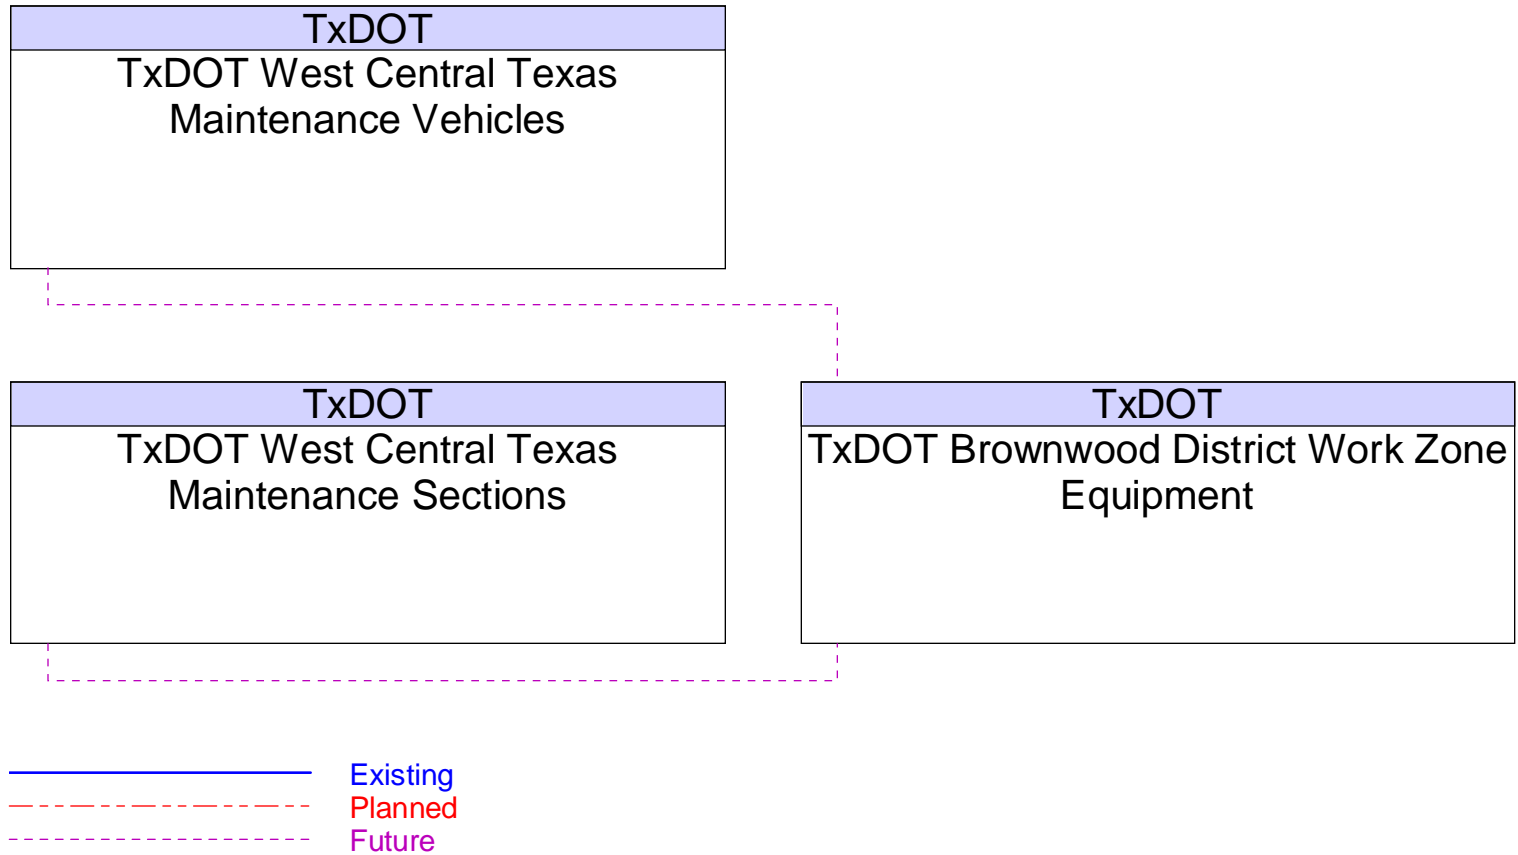 TxDOT
TxDOT West Central Texas
Maintenance Vehicles
TxDOT
TxDOT West Central Texas
Maintenance Sections
TxDOT
TxDOT Brownwood District Work Zone
Equipment
Existing
Planned
Future